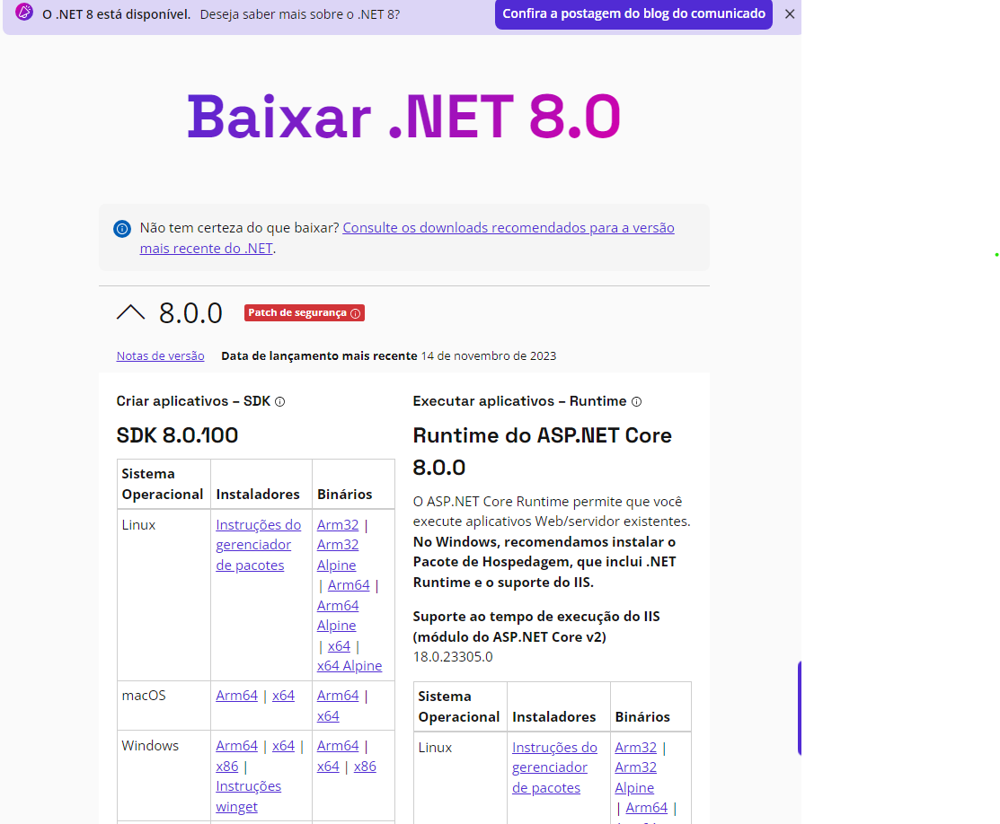 O .NET 8 está disponível. Deseja saber mais sobre o .NET 8? Confira a postagem do blog do comunicado
Baixar .NET 8.0
Não tem certeza do que baixar? Consulte os downloads recomendados para a versão
mais recente do .NET.
8.0.0 Patch de segurança
Notas de versão Data de lançamento mais recente 14 de novembro de 2023
Criar aplicativos – SDK
SDK 8.0.100
Sistema
Operacional Instaladores Binários
Linux Instruções do Arm32 |
gerenciador Arm32
de pacotes Alpine
| Arm64 |
Arm64
Alpine
| x64 |
x64 Alpine
macOS Arm64 | x64 Arm64 |
x64
Windows Arm64 | x64 | Arm64 |
x86 | x64 | x86
Instruções
winget
Executar aplicativos – Runtime
Runtime do ASP.NET Core
8.0.0
O ASP.NET Core Runtime permite que você
execute aplicativos Web/servidor existentes.
No Windows, recomendamos instalar o
Pacote de Hospedagem, que inclui .NET
Runtime e o suporte do IIS.
Suporte ao tempo de execução do IIS
(módulo do ASP.NET Core v2)
18.0.23305.0
Sistema
Operacional Instaladores Binários
Linux Instruções do Arm32 |
gerenciador Arm32
de pacotes Alpine
| Arm64 |